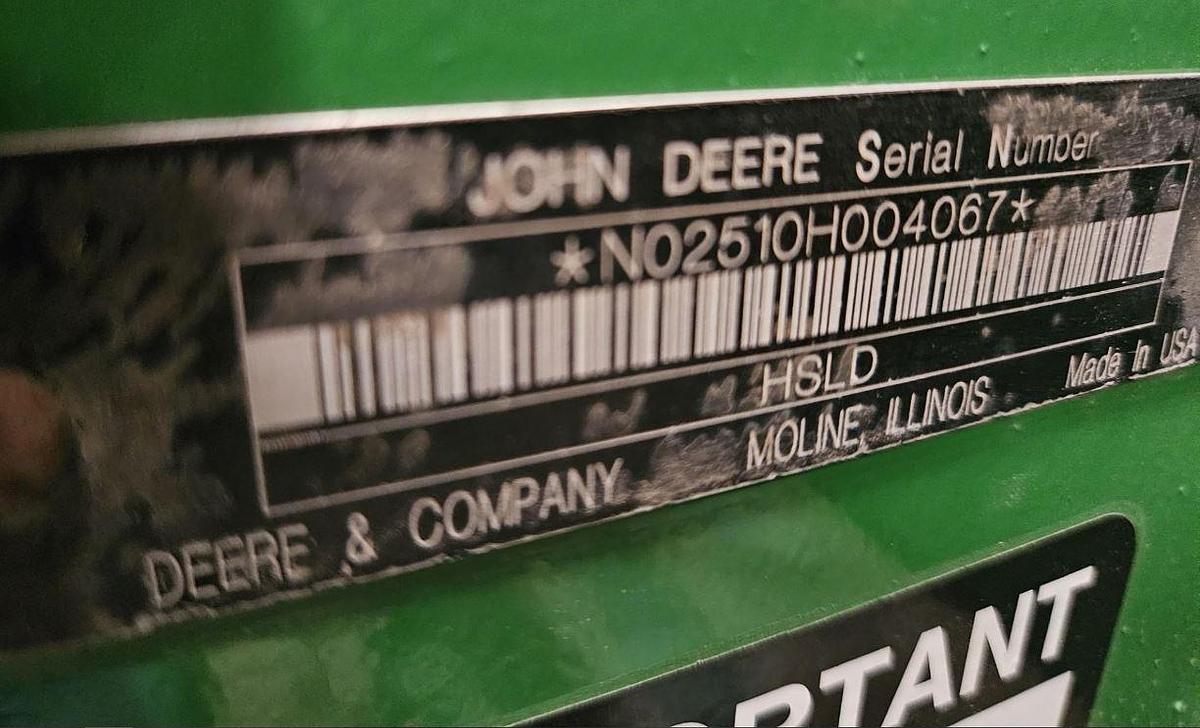 JOHN DEERE Serial Number
*N02510H004067*
HSLD
DEERE & COMPANY MOLINE, ILLINOIS Made In USA